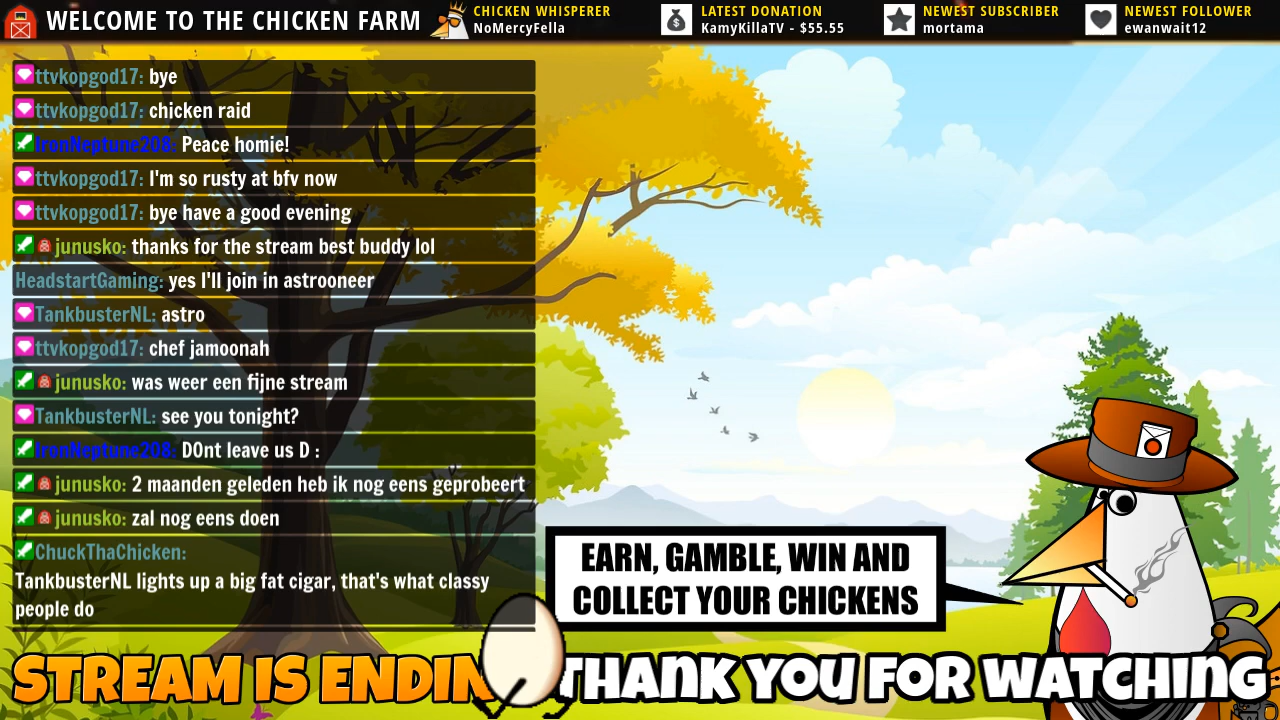 WELCOME TO THE CHICKEN FARM
CHICKEN WHISPERER
NoMercyFella
LATEST DONATION
KamyKillaTV - $55.55
NEWEST SUBSCRIBER
mortama
NEWEST FOLLOWER
ewanwait12
ttvkopgod17: bye
ttvkopgod17: chicken raid
IronNeptune208: Peace homie!
ttvkopgod17: I'm so rusty at bfv now
ttvkopgod17: bye have a good evening
junusko: thanks for the stream best buddy lol
HeadstartGaming: yes I'll join in astrooneer
TankbusterNL: astro
ttvkopgod17: chef jamoonah
junusko: was weer een fijne stream
TankbusterNL: see you tonight?
IronNeptune208: DOnt leave us D :
junusko: 2 maanden geleden heb ik nog eens geprobeert
junusko: zal nog eens doen
ChuckThaChicken:
TankbusterNL lights up a big fat cigar, that's what classy
people do
EARN, GAMBLE, WIN AND
COLLECT YOUR CHICKENS
STREAM IS ENDIN
THANK YOU FOR WATCHING